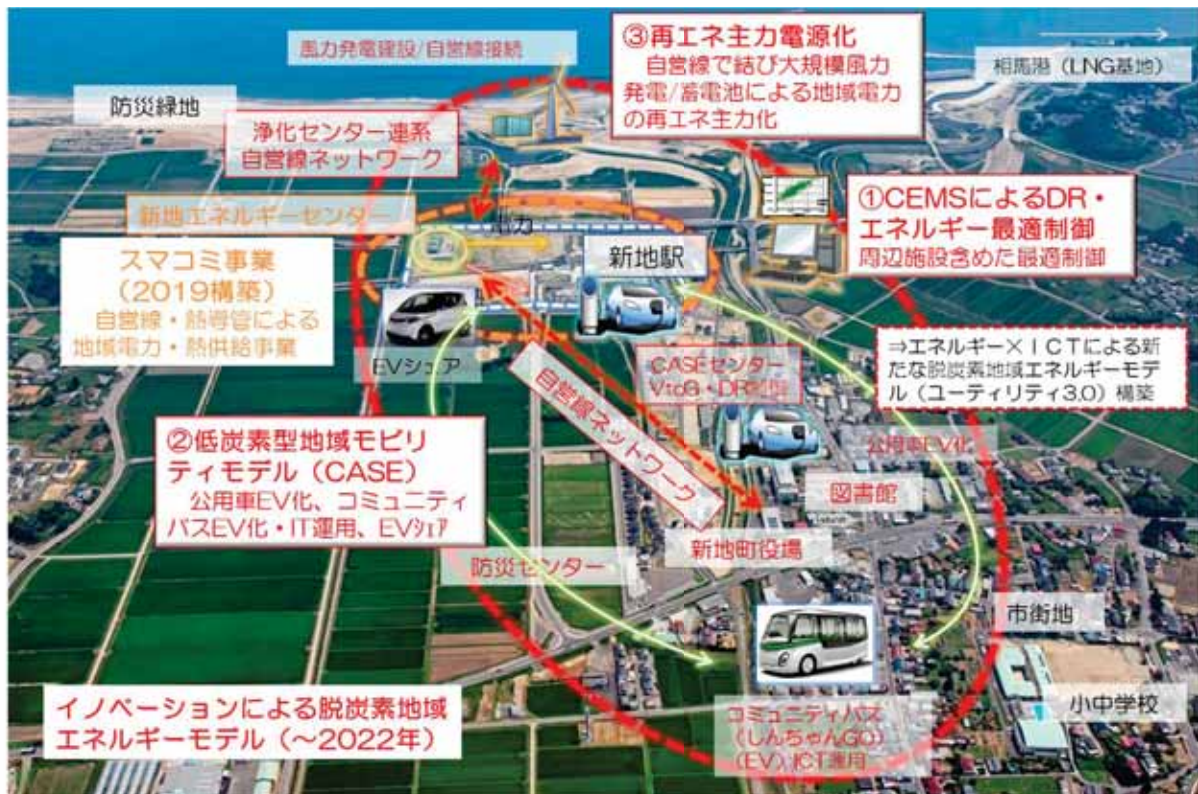 風力発電建設/自営線接続
③再エネ主力電源化
自営線で結び大規模風力
発電/蓄電池による地域電力
の再エネ主力化
相馬港（LNG基地）
防災緑地
浄化センター連系
自営線ネットワーク
新地エネルギーセンター
新地駅
①CEMSによるDR・
エネルギー最適制御
周辺施設含めた最適制御
スマコミ事業
（2019構築）
自営線・熱導管による
地域電力・熱供給事業
EVシェア
CASEセンター
VtoG・DR
⇒エネルギー×ＩＣＴによる新
たな脱炭素地域エネルギーモデ
ル（ユーティリティ3.0）構築
自営線ネットワーク
公用車EV化
②低炭素型地域モビリ
ティモデル（CASE）
公用車EV化、コミュニティ
バスEV化・IT運用、EVｼｪｱ
図書館
新地町役場
防災センター
市街地
小中学校
イノベーションによる脱炭素地域
エネルギーモデル（～2022年）
コミュニティバス
（しんちゃんGO）
（EV）ICT運用